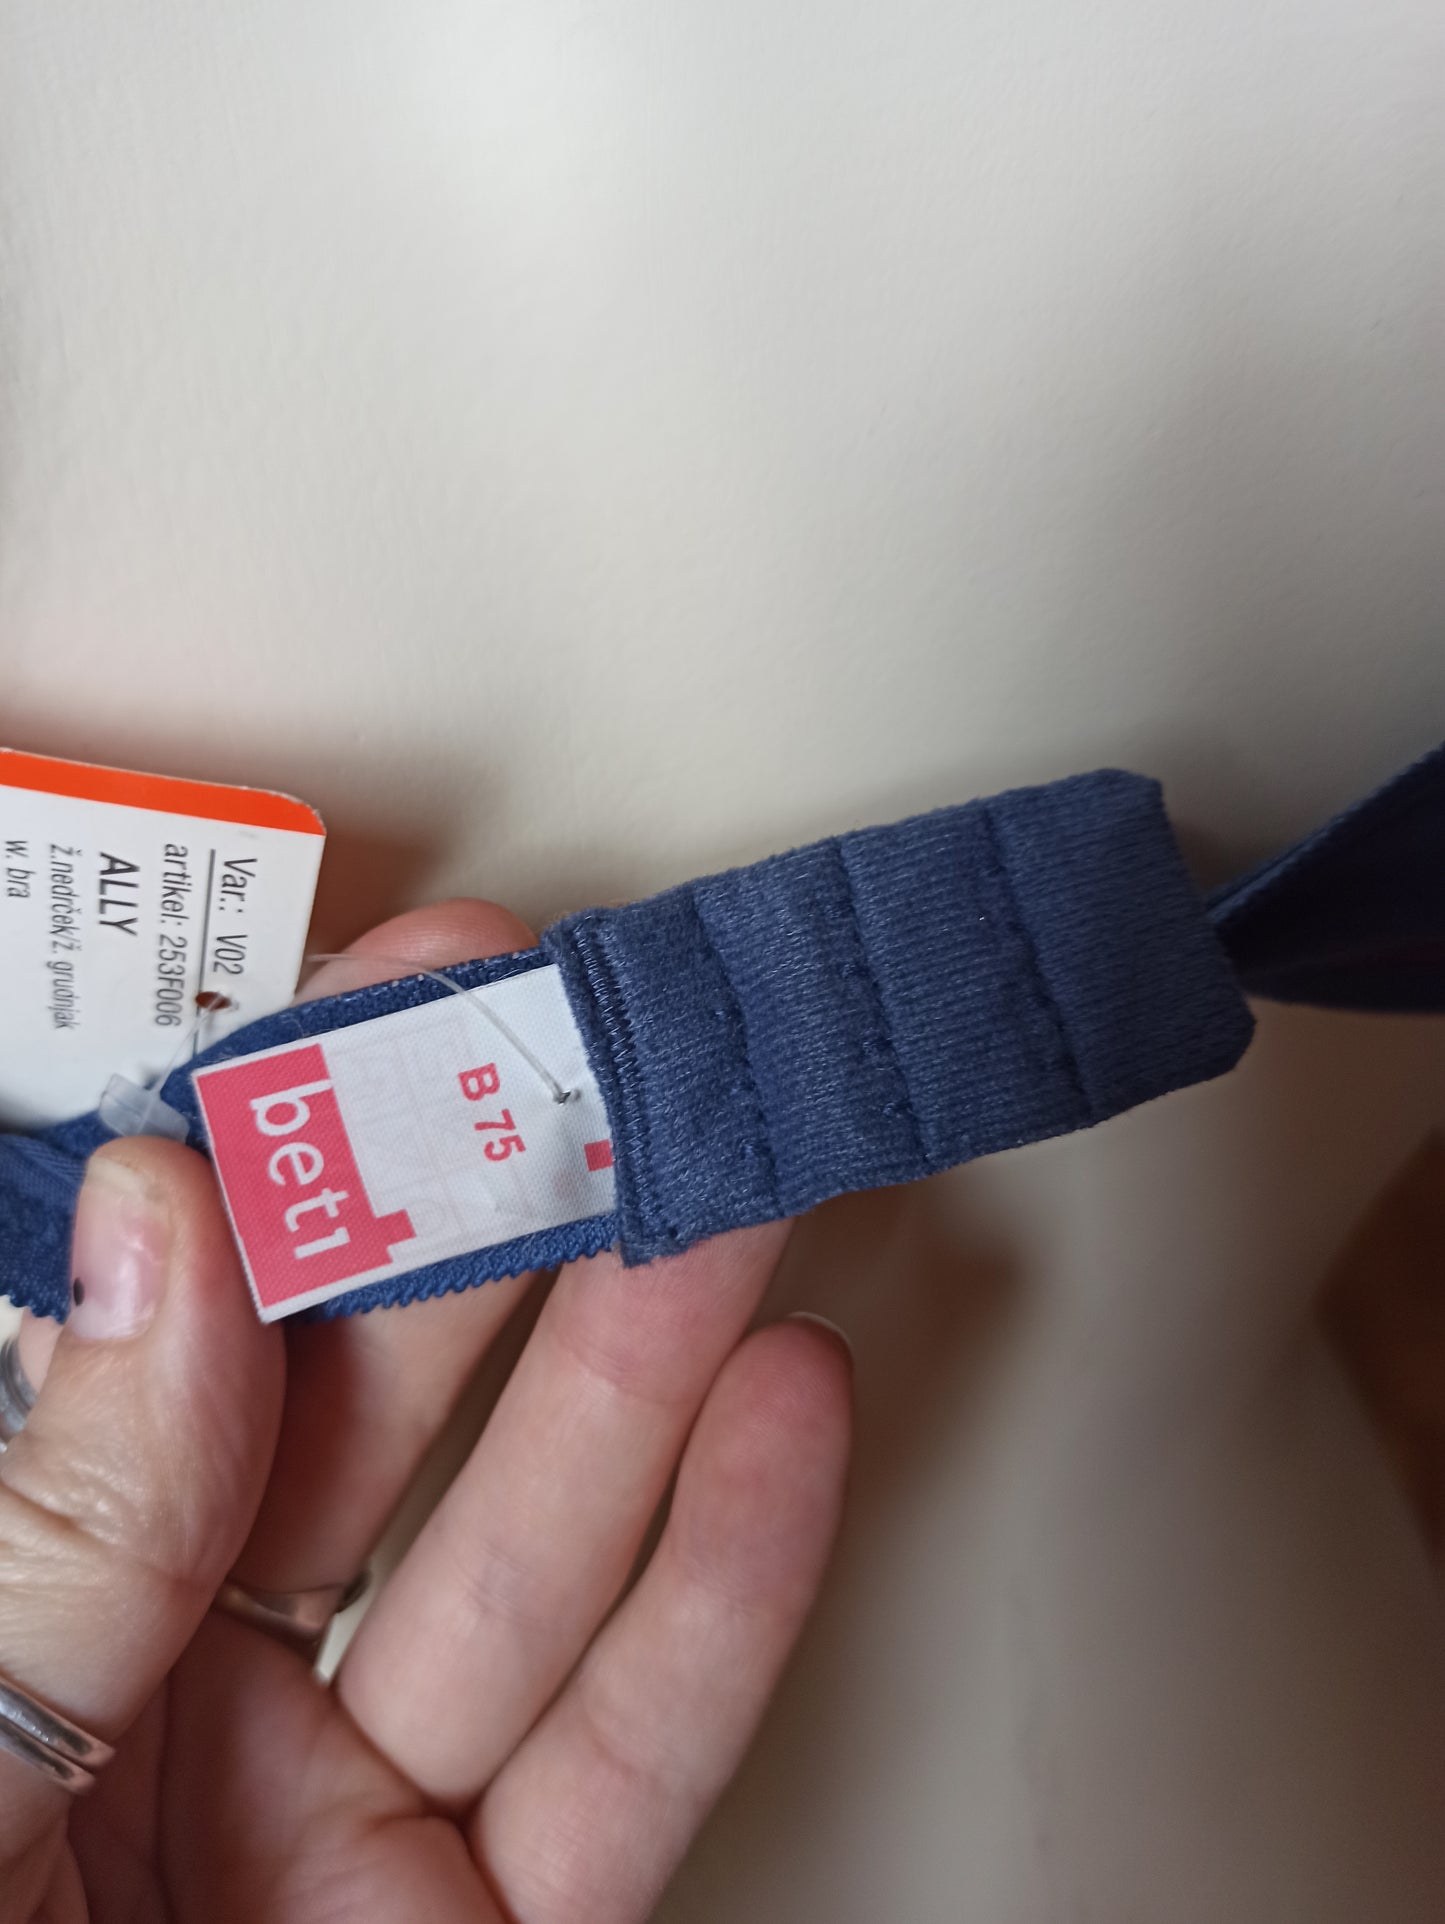 Var.: V02
artikel: 253F006
ALLY
ž.nedrček/ž. grudnjak
w. bra
B 75
beti